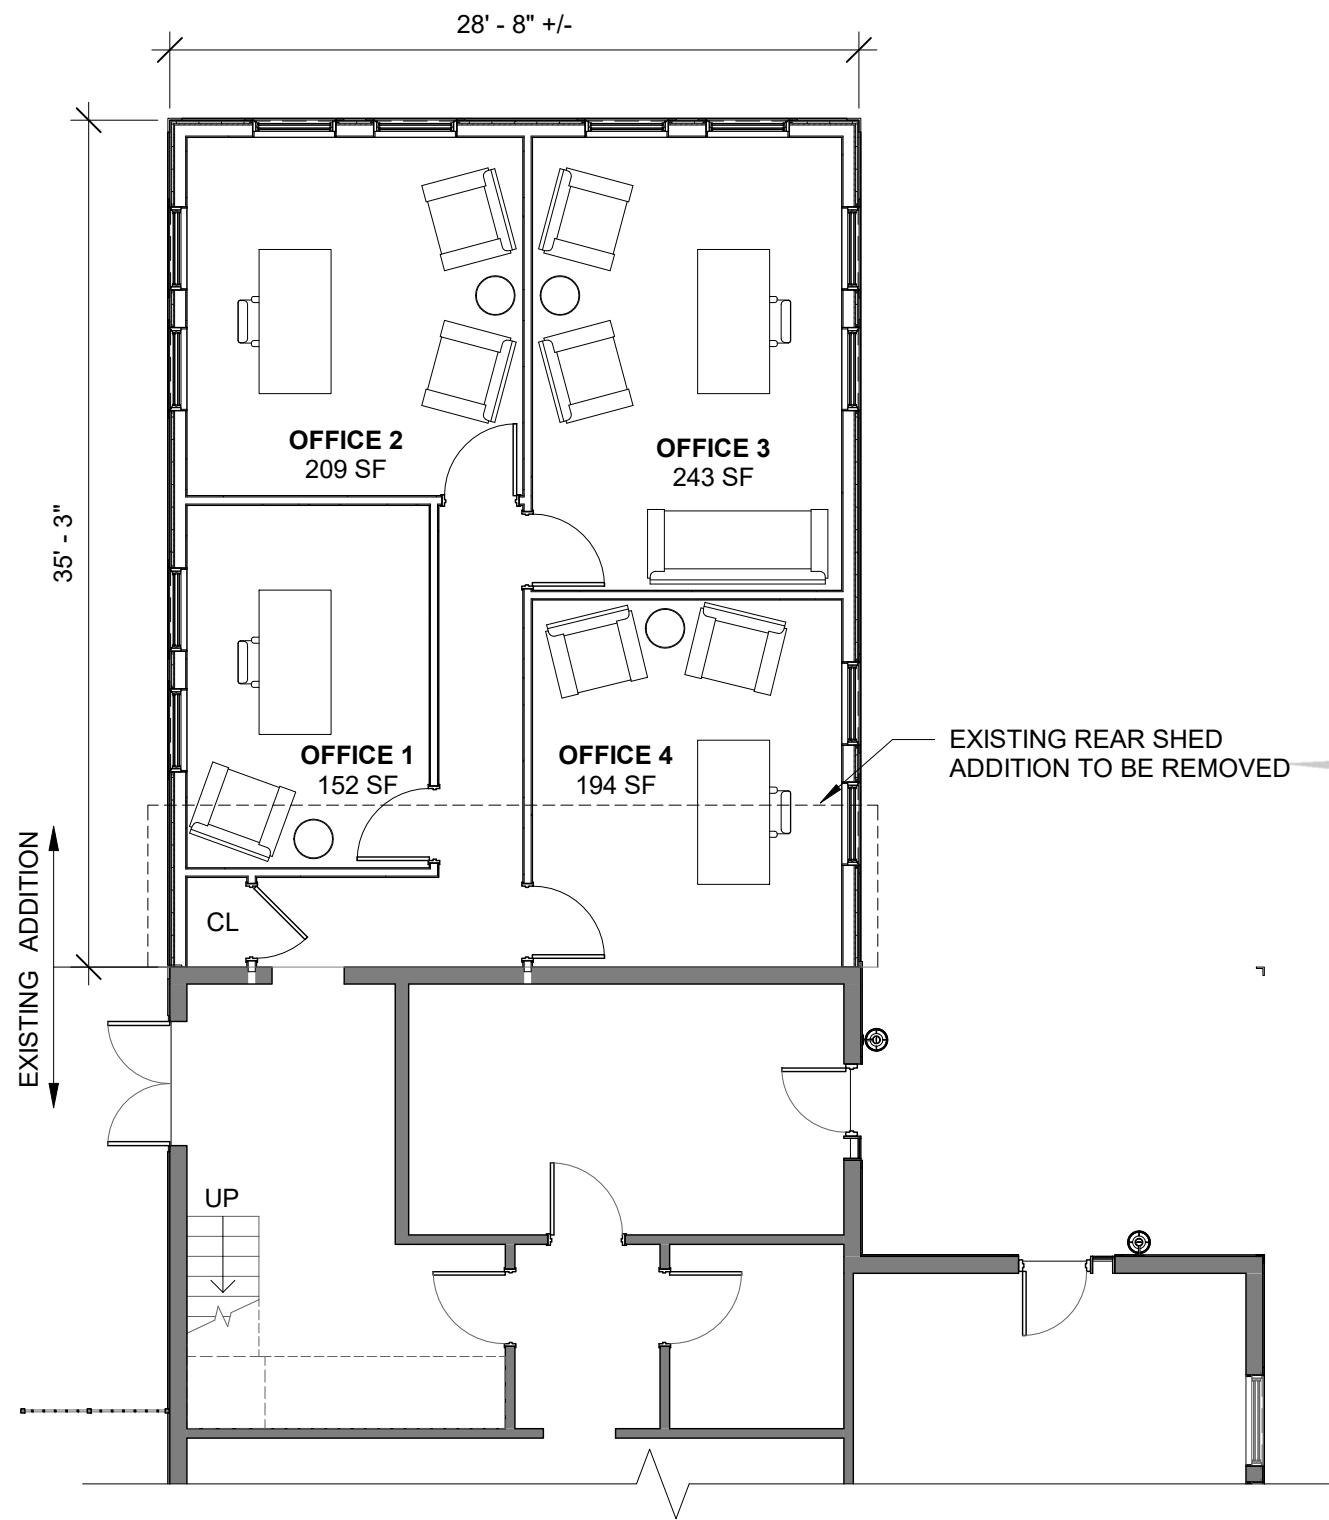 28' - 8" +/-
35' - 3"
OFFICE 2
209 SF
OFFICE 3
243 SF
OFFICE 1
152 SF
OFFICE 4
194 SF
EXISTING REAR SHED
ADDITION TO BE REMOVED
EXISTING ADDITION
CL
UP